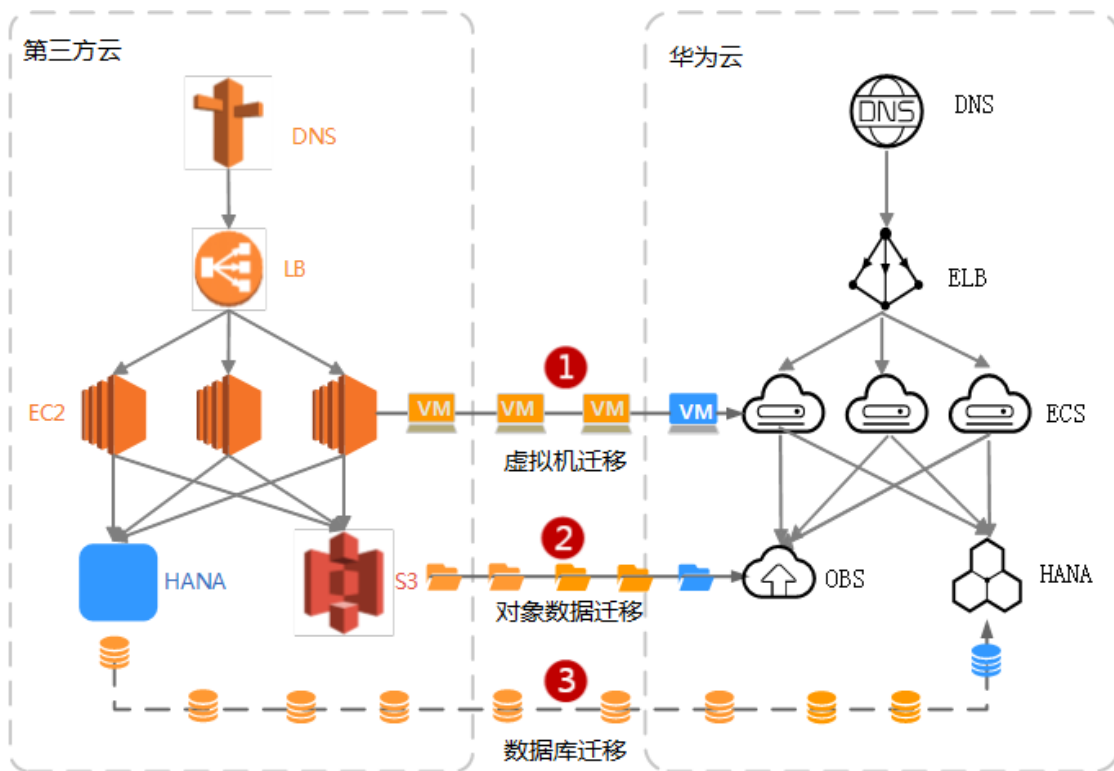 第三方云
华为云
DNS
DNS
LB
ELB
1
EC2
VM
VM
VM
VM
ECS
虚拟机迁移
2
HANA
S3
OBS
HANA
对象数据迁移
3
数据库迁移